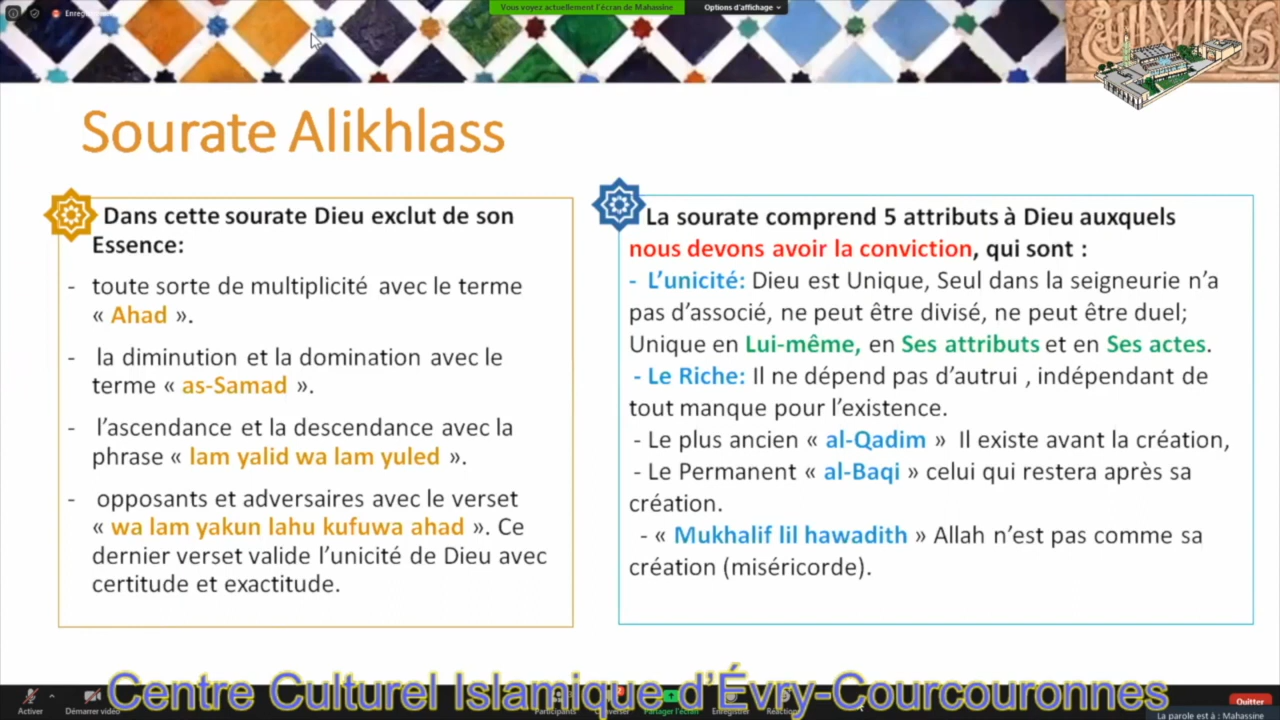 Enregistrement
Vous voyez actuellement l'écran de Mahassine
Options d'affichage
Sourate Alikhlass
Dans cette sourate Dieu exclut de son
Essence:
- toute sorte de multiplicité avec le terme
« Ahad ».
- la diminution et la domination avec le
terme « as-Samad ».
- l'ascendance et la descendance avec la
phrase « lam yalid wa lam yuled ».
- opposants et adversaires avec le verset
« wa lam yakun lahu kufuwa ahad ». Ce
dernier verset valide l'unicité de Dieu avec
certitude et exactitude.
La sourate comprend 5 attributs à Dieu auxquels
nous devons avoir la conviction, qui sont :
- L'unicité: Dieu est Unique, Seul dans la seigneurie n'a
pas d'associé, ne peut être divisé, ne peut être duel;
Unique en Lui-même, en Ses attributs et en Ses actes.
- Le Riche: Il ne dépend pas d'autrui , indépendant de
tout manque pour l'existence.
- Le plus ancien « al-Qadim » Il existe avant la création,
- Le Permanent « al-Baqi » celui qui restera après sa
création.
- « Mukhalif lil hawadith » Allah n'est pas comme sa
création (miséricorde).
Centre Culturel Islamique d'Évry-Courcouronnes
Activer
Démarrer vidéo
Participants
Converser
Partager l'écran
Enregistrer
Réactions
Quitter
La parole est à : Mahassine